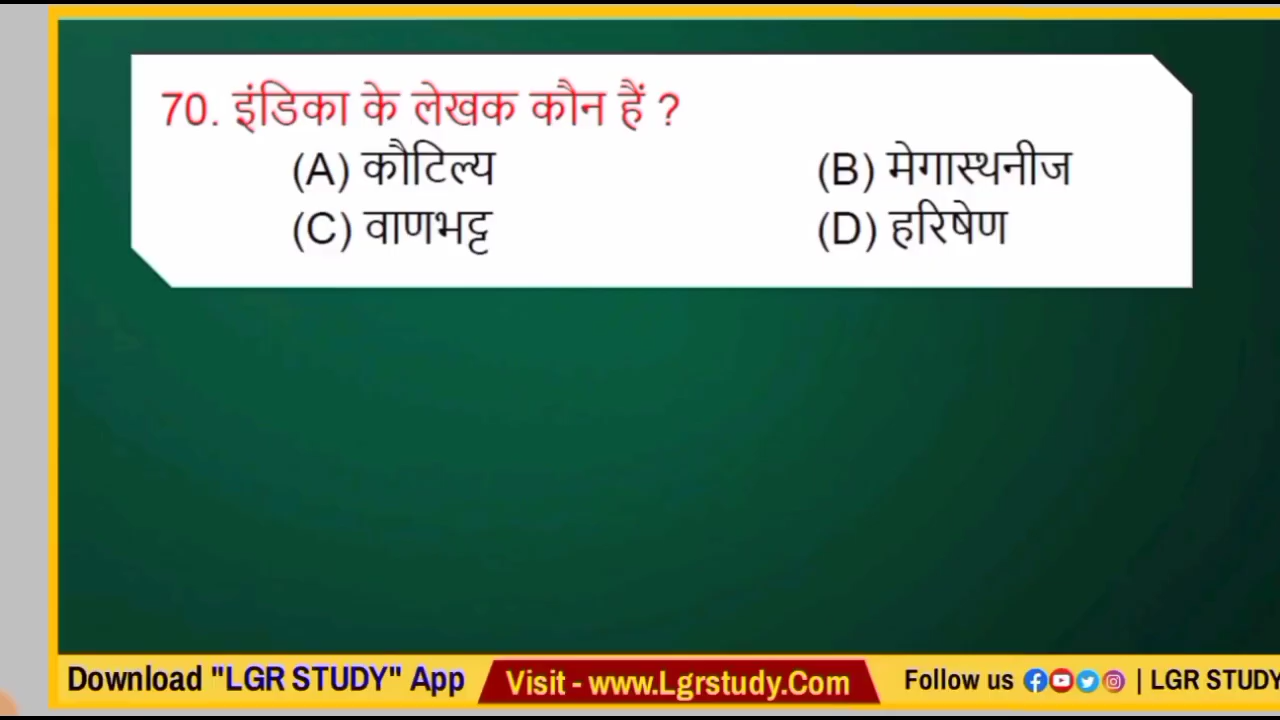 70. इंडिका के लेखक कौन हैं ?
(A) कौटिल्य (B) मेगास्थनीज
(C) वाणभट्ट (D) हरिषेण
Download "LGR STUDY" App Visit - www.Lgrstudy.Com Follow us | LGR STUDY